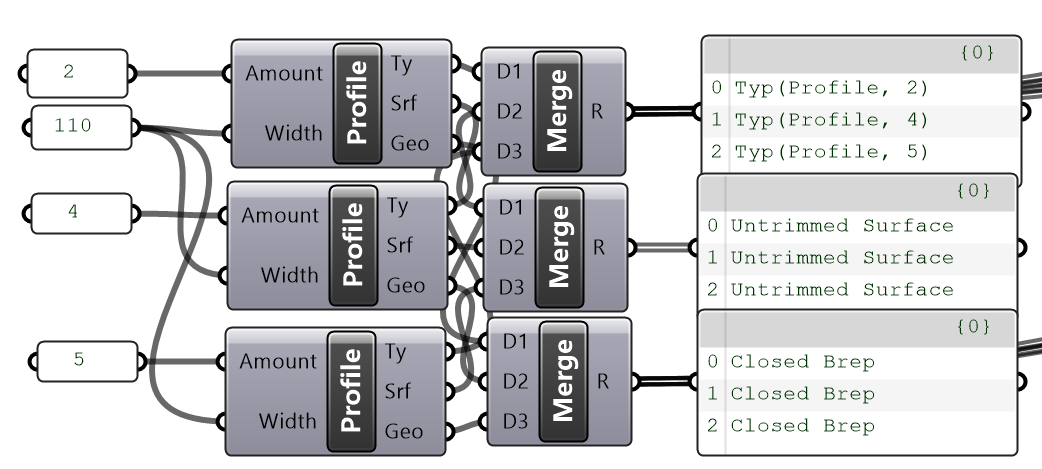 2
110
4
5
Amount
Width
Profile
Ty
Srf
Geo
D1
D2
D3
Merge
R
{0}
0 Typ(Profile, 2)
1 Typ(Profile, 4)
2 Typ(Profile, 5)
Amount
Width
Profile
Ty
Srf
Geo
D1
D2
D3
Merge
R
{0}
0 Untrimmed Surface
1 Untrimmed Surface
2 Untrimmed Surface
Amount
Width
Profile
Ty
Srf
Geo
D1
D2
D3
Merge
R
{0}
0 Closed Brep
1 Closed Brep
2 Closed Brep